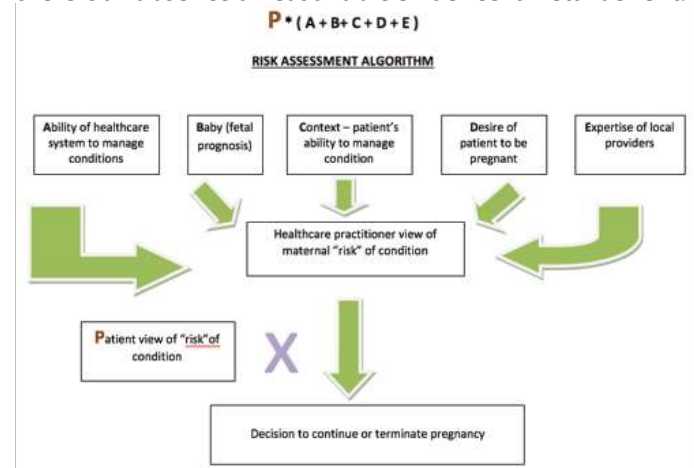 P * ( A + B + C + D + E )
RISK ASSESSMENT ALGORITHM
Ability of healthcare
system to manage
conditions
Baby (fetal
prognosis)
Context – patient's
ability to manage
condition
Desire of
patient to be
pregnant
Expertise of local
providers
Healthcare practitioner view of
maternal "risk" of condition
Patient view of "risk"of
condition
X
Decision to continue or terminate pregnancy